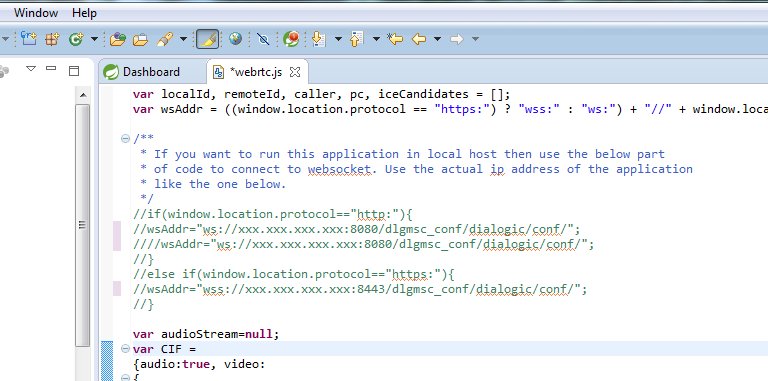 Window Help
Dashboard *webrtc.js
var localId, remoteId, caller, pc, iceCandidates = [];
var wsAddr = ((window.location.protocol == "https:") ? "wss:" : "ws:") + "//" + window.loca
/**
* If you want to run this application in local host then use the below part
* of code to connect to websocket. Use the actual ip address of the application
* like the one below.
*/
//if(window.location.protocol=="http:"){
//wsAddr="ws://xxx.xxx.xxx.xxx:8080/dlgmsc_conf/dialogic/conf/";
////wsAddr="ws://xxx.xxx.xxx.xxx:8080/dlgmsc_conf/dialogic/conf/";
//}
//else if(window.location.protocol=="https:"){
//wsAddr="wss://xxx.xxx.xxx.xxx:8443/dlgmsc_conf/dialogic/conf/";
//}
var audioStream=null;
var CIF =
{audio:true, video:
{